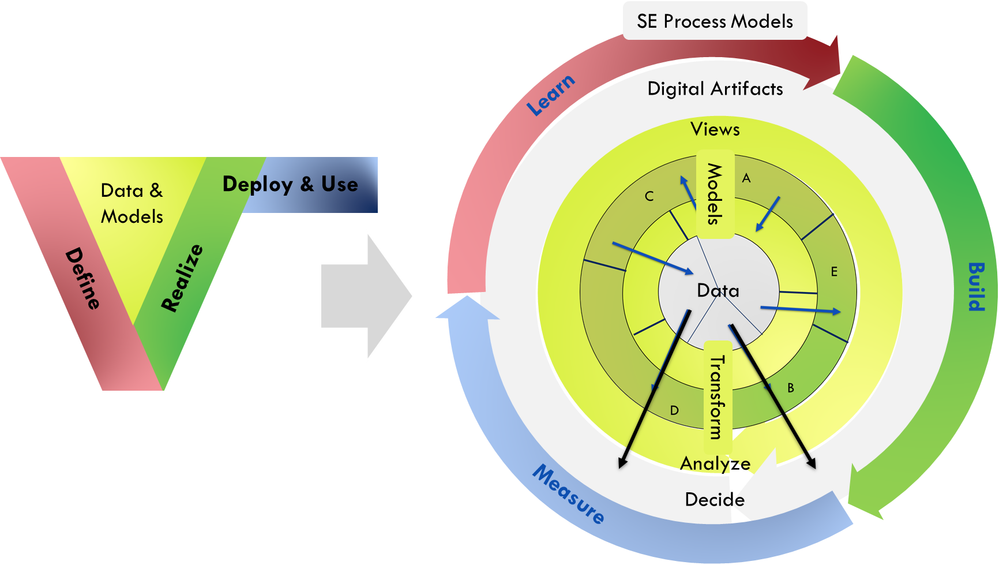 Data &
Models
Define
Realize
Deploy & Use
SE Process Models
Learn
Build
Measure
Digital Artifacts
Views
Models
A
C
E
Data
B
D
Transform
Analyze
Decide